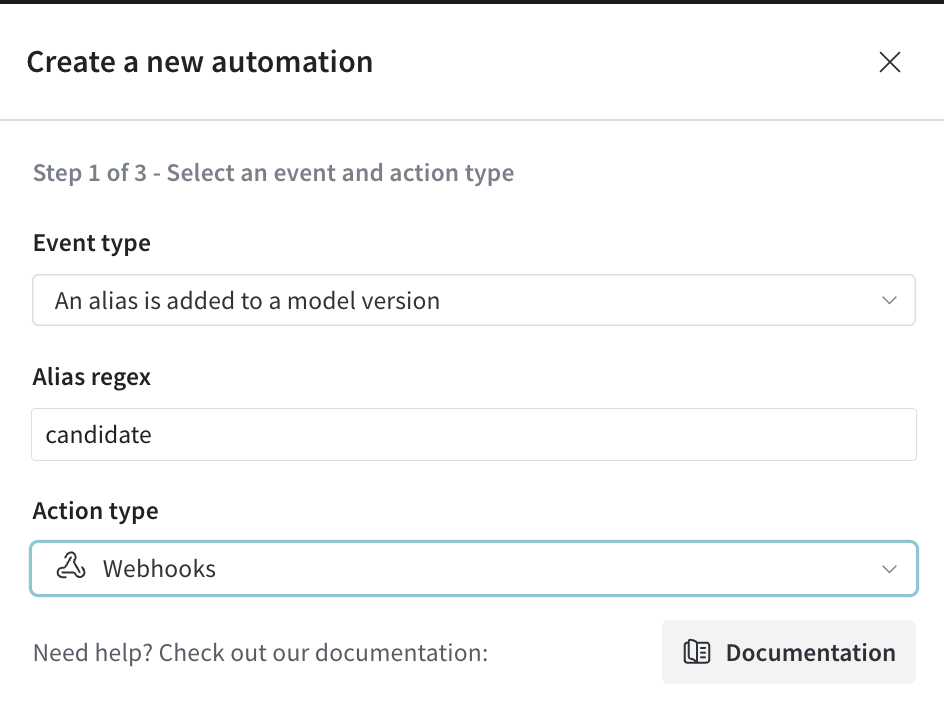 Create a new automation
Step 1 of 3 - Select an event and action type
Event type
An alias is added to a model version
Alias regex
candidate
Action type
Webhooks
Need help? Check out our documentation:
Documentation